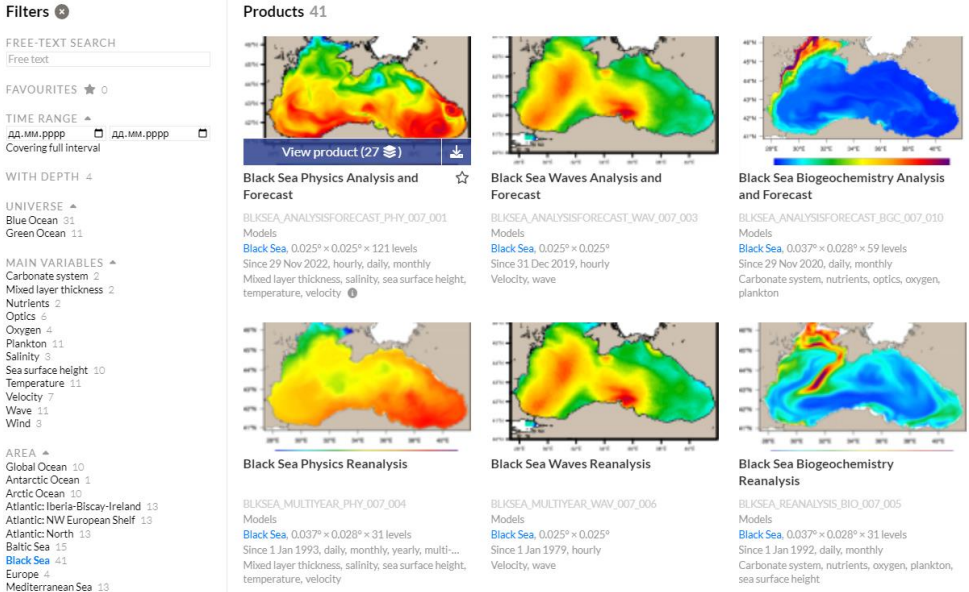 Filters
FREE-TEXT SEARCH
Free text
FAVOURITES ★ 0
TIME RANGE
дд.мм.рррр дд.мм.рррр
Covering full interval
WITH DEPTH 4
UNIVERSE
Blue Ocean 31
Green Ocean 11
MAIN VARIABLES
Carbonate system 2
Mixed layer thickness 2
Nutrients 2
Optics 6
Oxygen 4
Plankton 11
Salinity 3
Sea surface height 10
Temperature 11
Velocity 7
Wave 11
Wind 3
AREA
Global Ocean 10
Antarctic Ocean 1
Arctic Ocean 10
Atlantic: Iberia-Biscay-Ireland 13
Atlantic: NW European Shelf 13
Atlantic: North 13
Baltic Sea 15
Black Sea 41
Europe 4
Mediterranean Sea 13
Products 41
View product (27)
Black Sea Physics Analysis and
Forecast
BLKSEA_ANALYSISFORECAST_PHY_007_001
Models
Black Sea, 0.025° × 0.025° × 121 levels
Since 29 Nov 2022, hourly, daily, monthly
Mixed layer thickness, salinity, sea surface height,
temperature, velocity
Black Sea Waves Analysis and
Forecast
BLKSEA_ANALYSISFORECAST_WAV_007_003
Models
Black Sea, 0.025° × 0.025°
Since 31 Dec 2019, hourly
Velocity, wave
Black Sea Biogeochemistry Analysis
and Forecast
BLKSEA_ANALYSISFORECAST_BGC_007_010
Models
Black Sea, 0.037° × 0.028° × 59 levels
Since 29 Nov 2020, daily, monthly
Carbonate system, nutrients, optics, oxygen,
plankton
Black Sea Physics Reanalysis
BLKSEA_MULTIYEAR_PHY_007_004
Models
Black Sea, 0.037° × 0.028° × 31 levels
Since 1 Jan 1993, daily, monthly, yearly, multi-...
Mixed layer thickness, salinity, sea surface height,
temperature, velocity
Black Sea Waves Reanalysis
BLKSEA_MULTIYEAR_WAV_007_006
Models
Black Sea, 0.025° × 0.025°
Since 1 Jan 1979, hourly
Velocity, wave
Black Sea Biogeochemistry
Reanalysis
BLKSEA_REANALYSIS_BIO_007_005
Models
Black Sea, 0.037° × 0.028° × 31 levels
Since 1 Jan 1992, daily, monthly
Carbonate system, nutrients, oxygen, plankton,
sea surface height